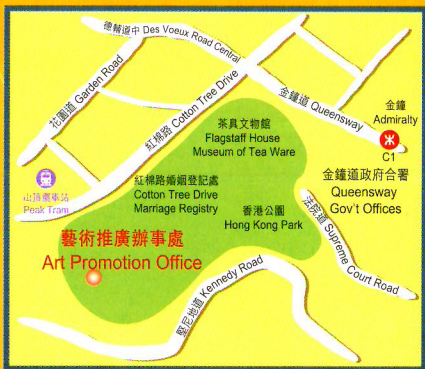 德輔道中 Des Voeux Road Central
花園道 Garden Road
紅棉路 Cotton Tree Drive
金鐘道 Queensway
金鐘
Admiralty
C1
茶具文物館
Flagstaff House
Museum of Tea Ware
金鐘道政府合署
Queensway
Gov't Offices
山頂纜車站
Peak Tram
紅棉路婚姻登記處
Cotton Tree Drive
Marriage Registry
香港公園
Hong Kong Park
法院道 Supreme Court Road
藝術推廣辦事處
Art Promotion Office
堅尼地道 Kennedy Road